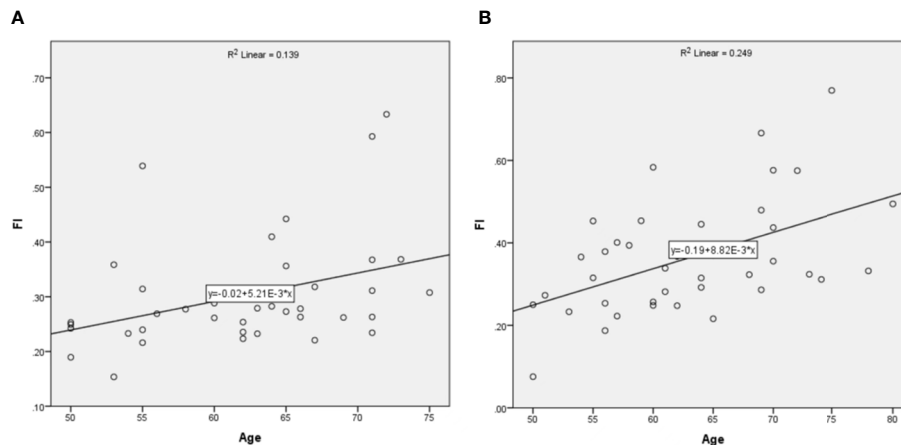 A
R² Linear = 0.139
.70
.60
.50
.40
.30
.20
.10
FI
y=-0.02+5.21E-3*x
50 55 60 65 70 75
Age
B
R² Linear = 0.249
.80
.60
.40
.20
.00
FI
y=-0.19+8.82E-3*x
50 55 60 65 70 75 80
Age